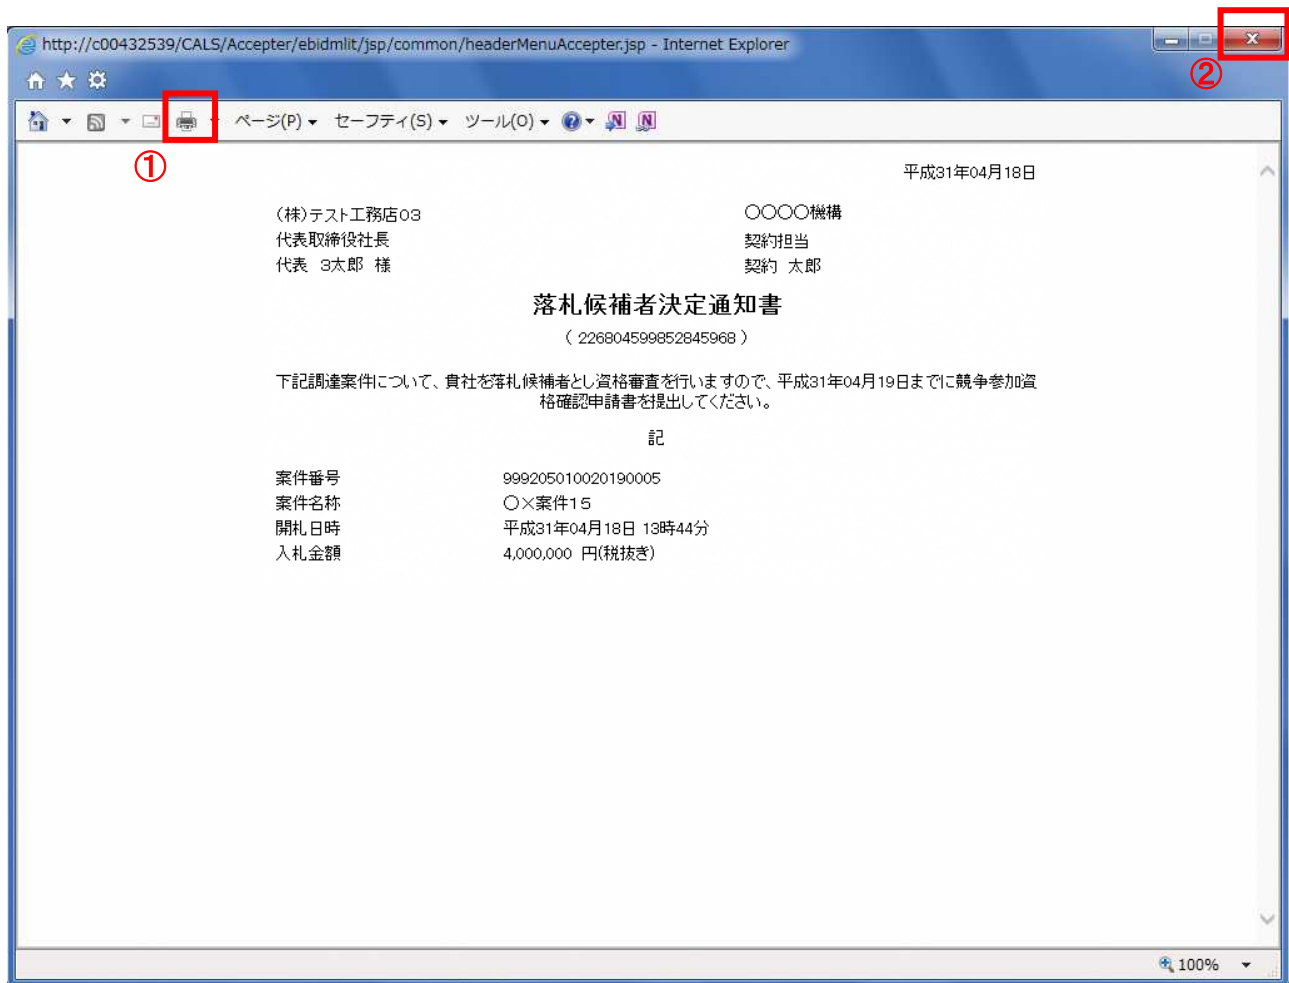 http://c00432539/CALS/Accepter/ebidmlit/jsp/common/headerMenuAccepter.jsp - Internet Explorer
②
ページ(P) セーフティ(S) ツール(O)
①
平成31年04月18日
(株)テスト工務店03
〇〇〇〇機構
代表取締役社長
契約担当
代表 3太郎 様
契約 太郎
落札候補者決定通知書
( 226804599852845968 )
下記調達案件について、貴社を落札候補者とし資格審査を行いますので、平成31年04月19日までに競争参加資
格確認申請書を提出してください。
記
案件番号 999205010020190005
案件名称 〇×案件15
開札日時 平成31年04月18日 13時44分
入札金額 4,000,000 円(税抜き)
100%